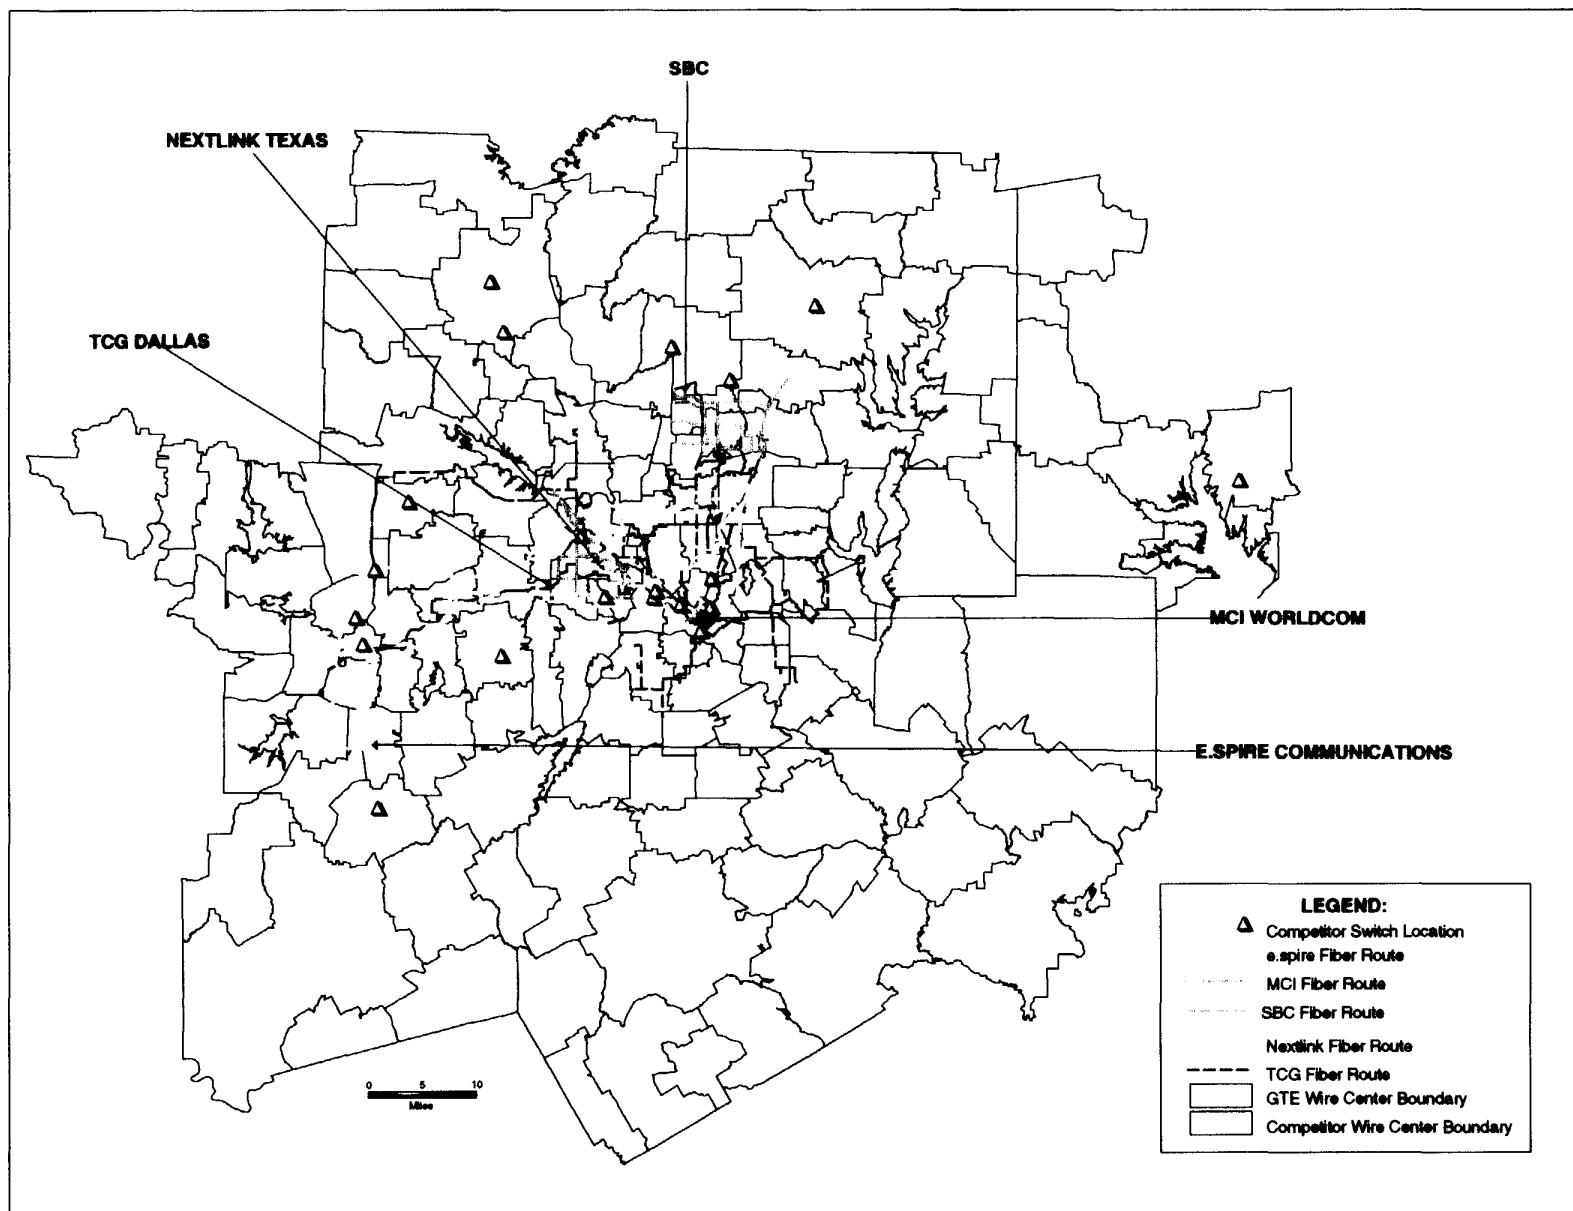 SBC
NEXTLINK TEXAS
TCG DALLAS
MCI WORLDCOM
E.SPIRE COMMUNICATIONS
LEGEND:
Competitor Switch Location
e.spire Fiber Route
MCI Fiber Route
SBC Fiber Route
Nextlink Fiber Route
TCG Fiber Route
GTE Wire Center Boundary
Competitor Wire Center Boundary
0 5 10
Miles